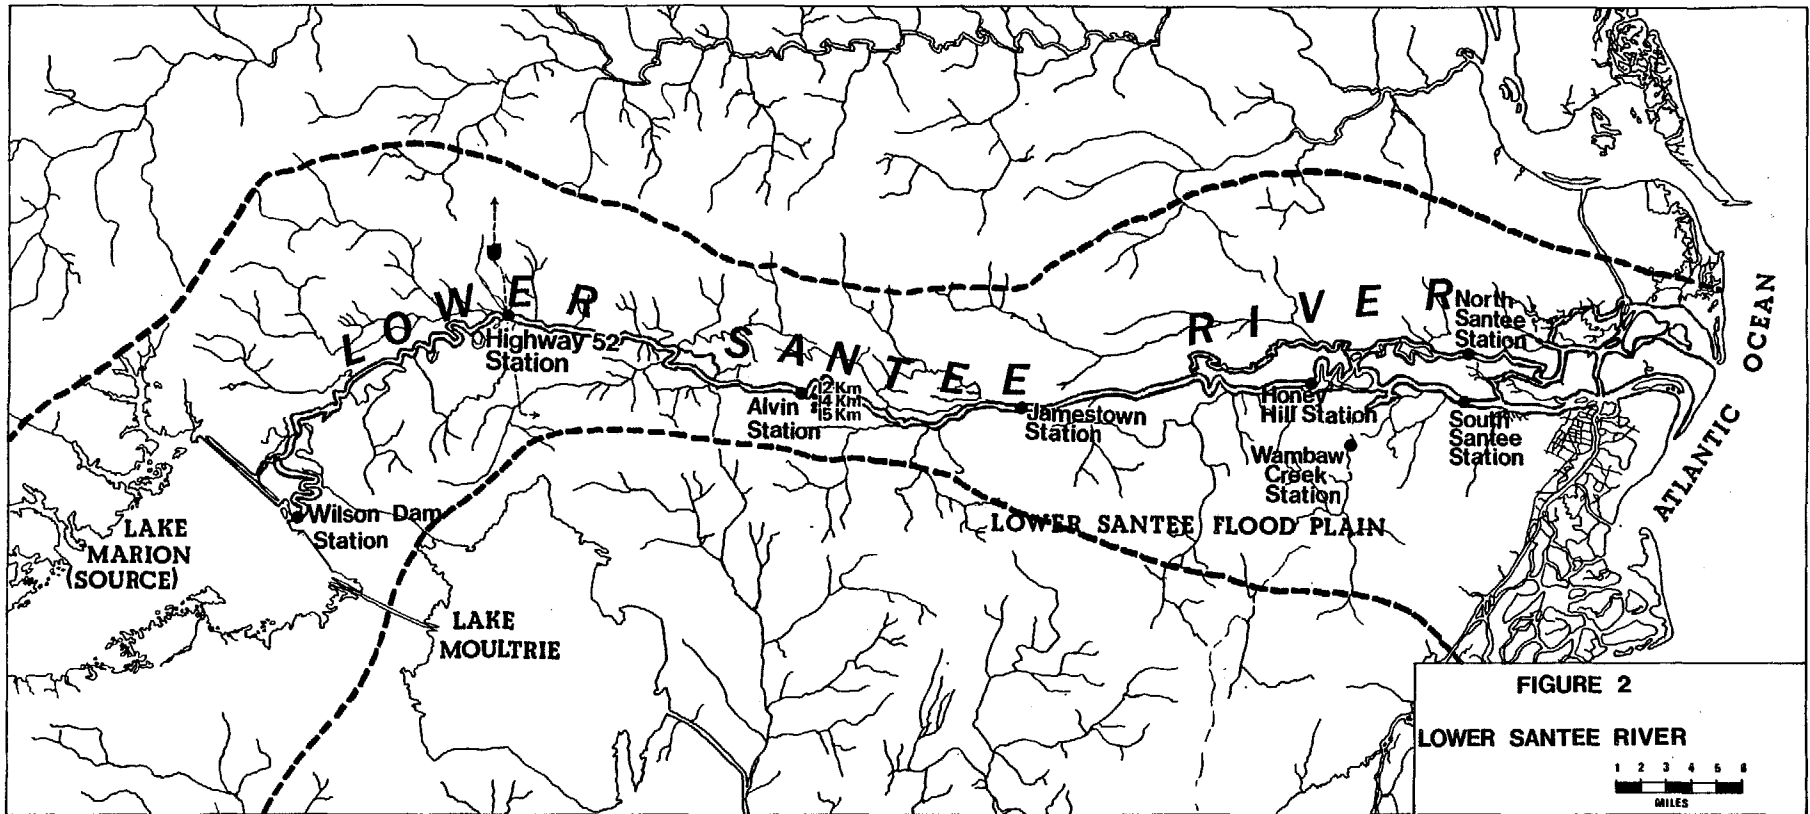 LOWER SANTEE RIVER
Highway 52
Station
Alvin
Station
12 Km
14 Km
15 Km
Jamestown
Station
North
Santee
Station
Honey
Hill Station
South
Santee
Station
Wambaw
Creek
Station
Wilson Dam
Station
LAKE
MARION
(SOURCE)
LAKE
MOULTRIE
LOWER SANTEE FLOOD PLAIN
ATLANTIC
OCEAN
FIGURE 2
LOWER SANTEE RIVER
1 2 3 4 5 6
MILES